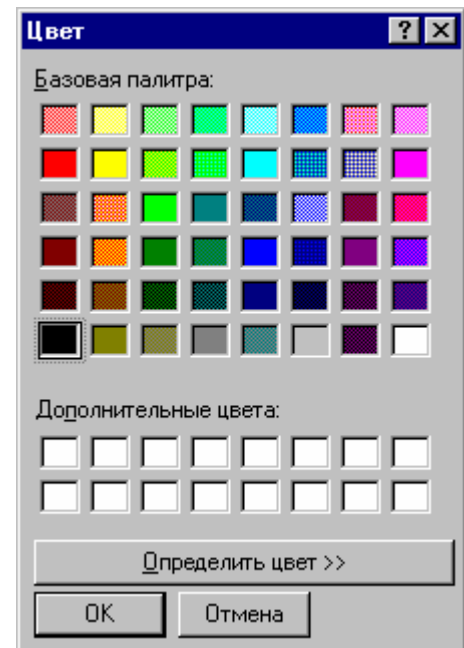 Цвет ? ×
Базовая палитра:
Дополнительные цвета:
Определить цвет >>
OK Отмена